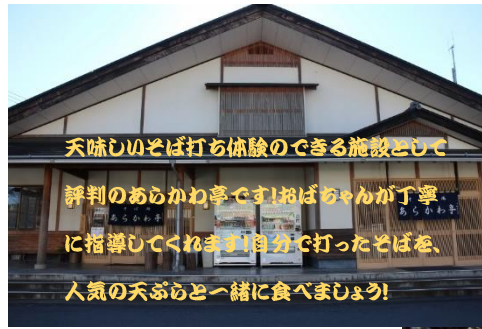 天味しいそば打ち体験のできる施設として
評判のあらかわ亭です!おばちゃんが丁寧
に指導してくれます!自分で打ったそばを、
人気の天ぷらと一緒に食べましょう!
あらかわ亭
あらかわ亭